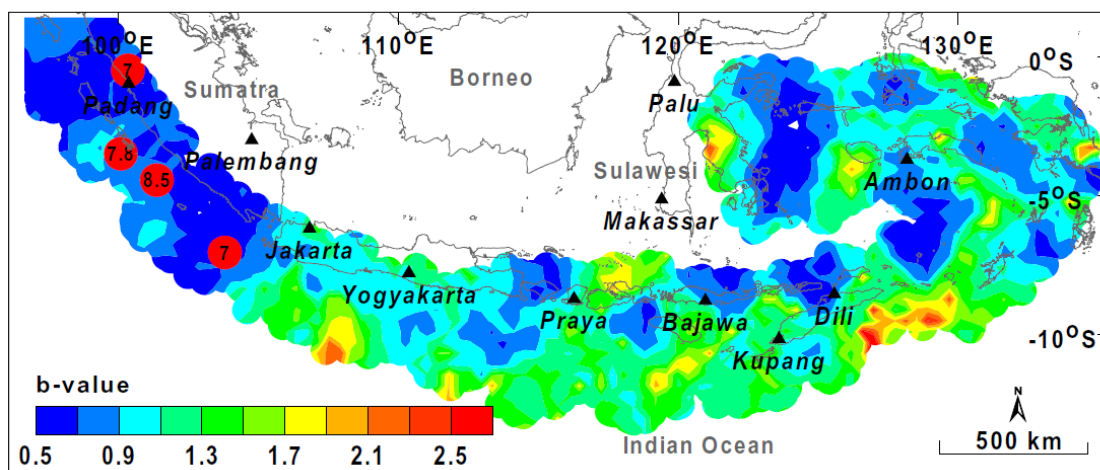 100°E
110°E
120°E
130°E
0°S
Borneo
7
Sumatra
Padang
Palu
7.8
Palembang
Sulawesi
Ambon
8.5
Makassar
-5°S
7
Jakarta
Yogyakarta
Praya
Bajawa
Dili
Kupang
-10°S
b-value
0.5
0.9
1.3
1.7
2.1
2.5
Indian Ocean
N
500 km